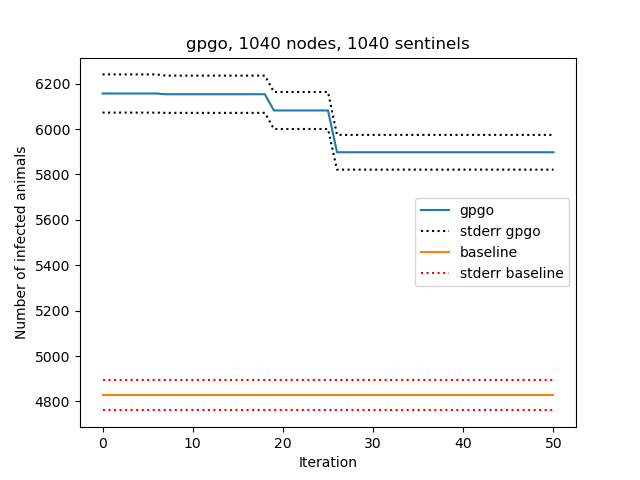 gpgo, 1040 nodes, 1040 sentinels
6200
6000
5800
5600
5400
5200
5000
4800
Number of infected animals
gpgo
stderr gpgo
baseline
stderr baseline
0 10 20 30 40 50
Iteration